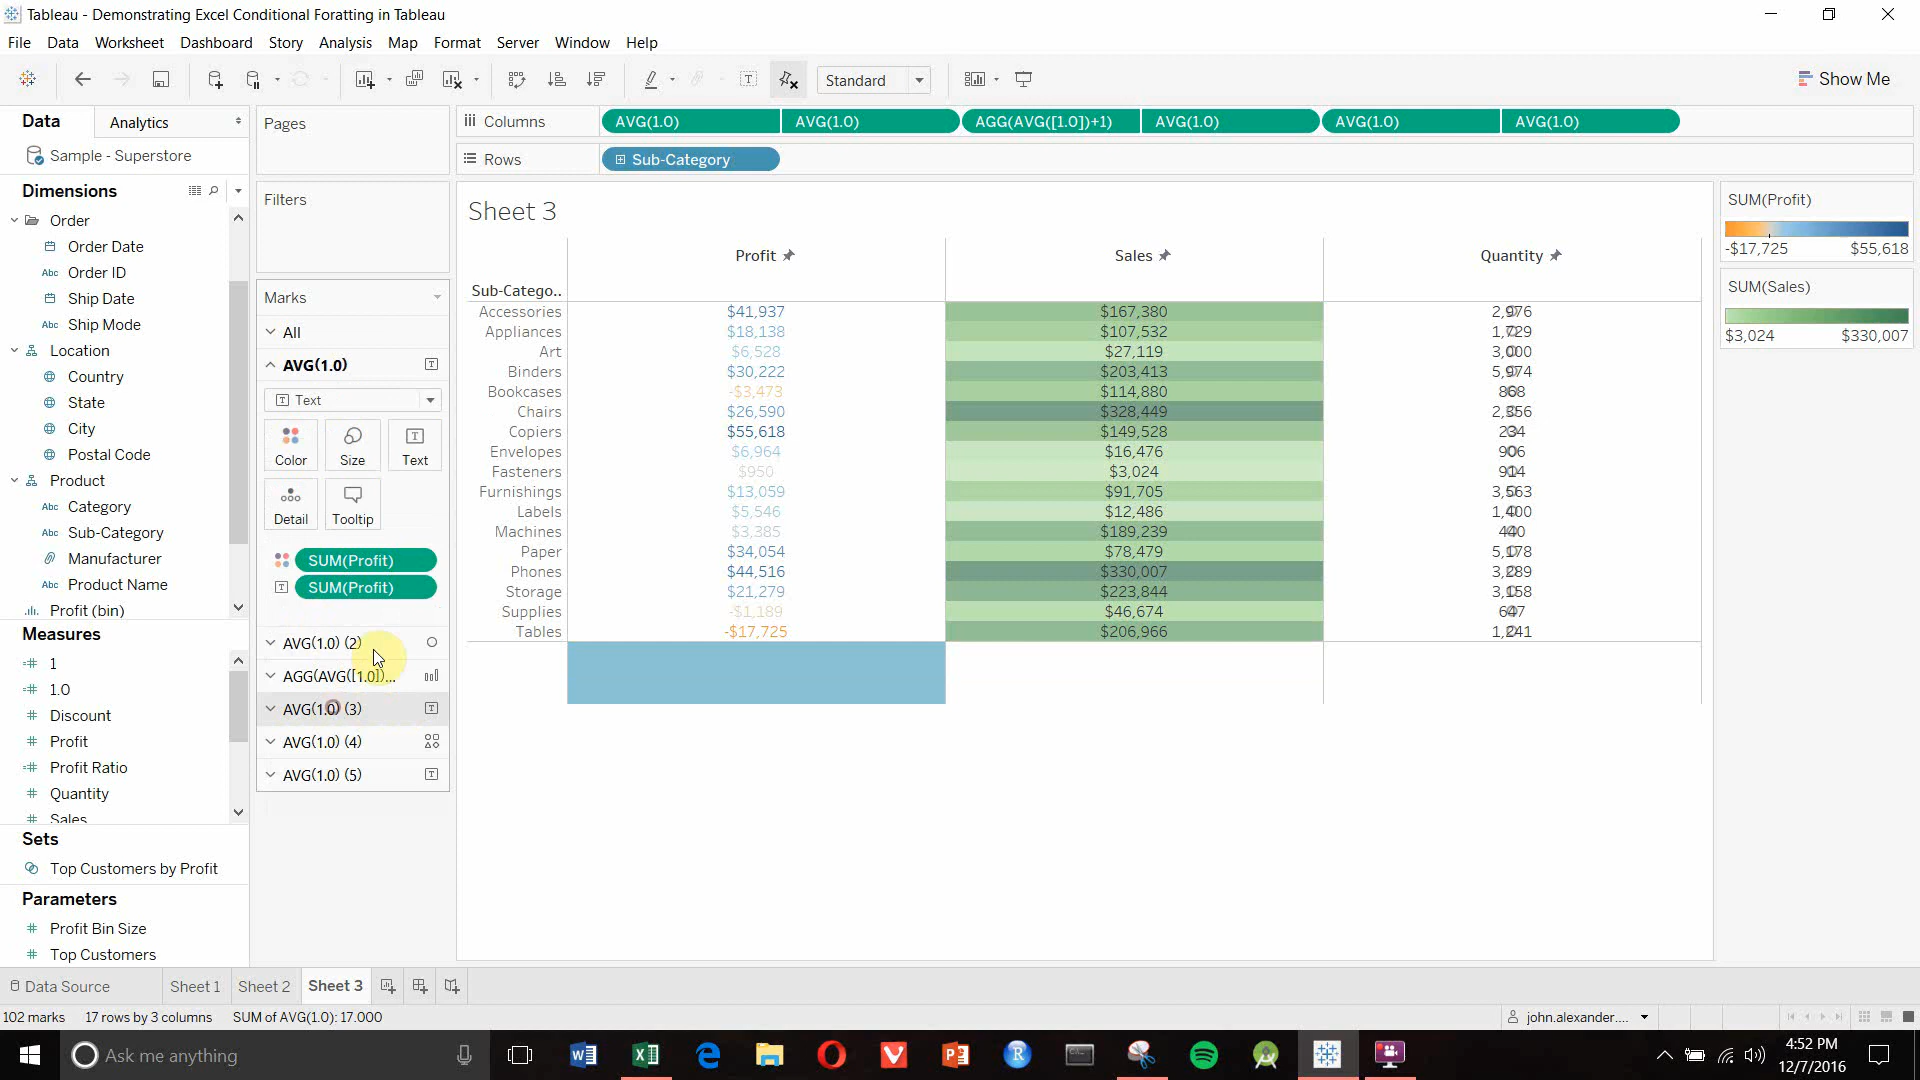 Tableau - Demonstrating Excel Conditional Foratting in Tableau
File Data Worksheet Dashboard Story Analysis Map Format Server Window Help
Standard
Show Me
Data
Analytics
Sample - Superstore
Dimensions
Order
Order Date
Abc Order ID
Ship Date
Abc Ship Mode
Location
Country
State
City
Postal Code
Product
Abc Category
Abc Sub-Category
Manufacturer
Abc Product Name
Profit (bin)
Measures
1
1.0
Discount
Profit
Profit Ratio
Quantity
Sales
Sets
Top Customers by Profit
Parameters
Profit Bin Size
Top Customers
Pages
Filters
Marks
All
AVG(1.0)
Text
Color Size Text
Detail Tooltip
SUM(Profit)
SUM(Profit)
AVG(1.0) (2)
AGG(AVG([1.0])...
AVG(1.0) (3)
AVG(1.0) (4)
AVG(1.0) (5)
Columns AVG(1.0) AVG(1.0) AGG(AVG([1.0])+1) AVG(1.0) AVG(1.0) AVG(1.0)
Rows Sub-Category
Sheet 3
Profit Sales Quantity
Sub-Catego..
Accessories $41,937 $167,380
Appliances $18,138 $107,532
Art $6,528 $27,119
Binders $30,222 $203,413
Bookcases -$3,473 $114,880
Chairs $26,590 $328,449
Copiers $55,618 $149,528
Envelopes $6,964 $16,476
Fasteners $950 $3,024
Furnishings $13,059 $91,705
Labels $5,546 $12,486
Machines $3,385 $189,239
Paper $34,054 $78,479
Phones $44,516 $330,007
Storage $21,279 $223,844
Supplies -$1,189 $46,674
Tables -$17,725 $206,966
SUM(Profit)
-$17,725 $55,618
SUM(Sales)
$3,024 $330,007
Data Source Sheet 1 Sheet 2 Sheet 3
102 marks 17 rows by 3 columns SUM of AVG(1.0): 17.000
john.alexander....
Ask me anything
4:52 PM
12/7/2016